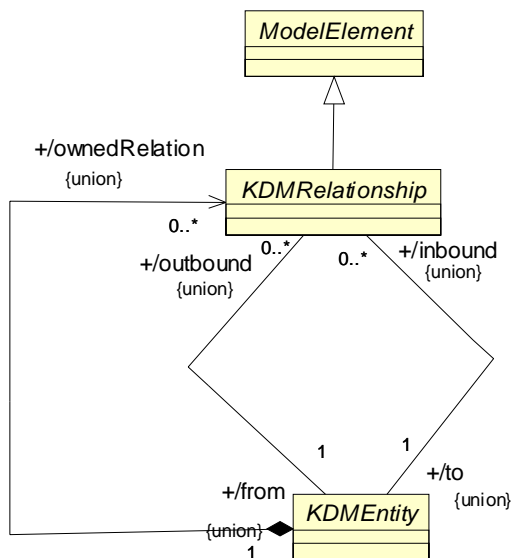 ModelElement
+/ownedRelation
{union}
KDMRelationship
0..*
0..*
0..*
+/outbound
{union}
+/inbound
{union}
1
1
+/from
{union}
+/to
{union}
KDMEntity
1